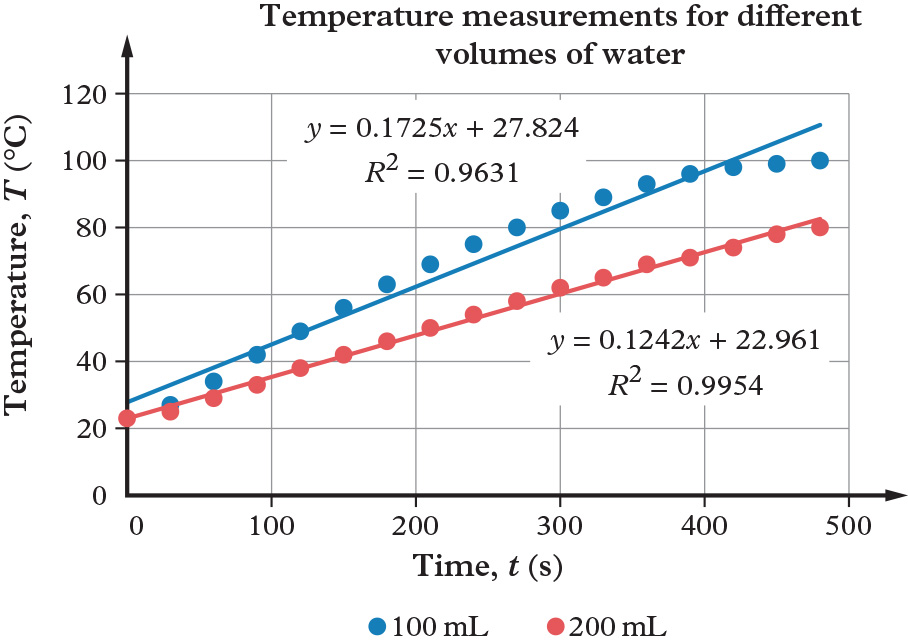 Temperature measurements for different
volumes of water
Temperature, T (°C)
120
100
80
60
40
20
0
y = 0.1725x + 27.824
R² = 0.9631
y = 0.1242x + 22.961
R² = 0.9954
0 100 200 300 400 500
Time, t (s)
100 mL 200 mL